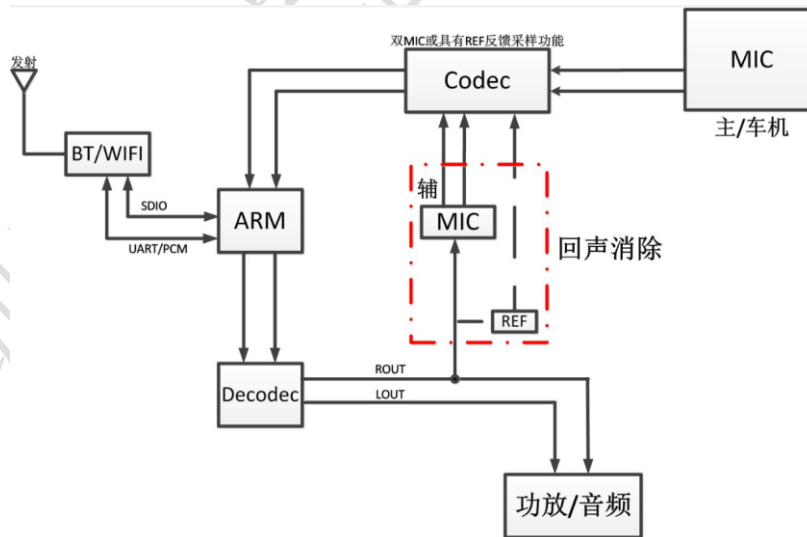 双MIC或具有REF反馈采样功能
发射
Codec
MIC
主/车机
BT/WIFI
辅
SDIO
ARM
MIC
UART/PCM
回声消除
REF
ROUT
Decodec
LOUT
功放/音频